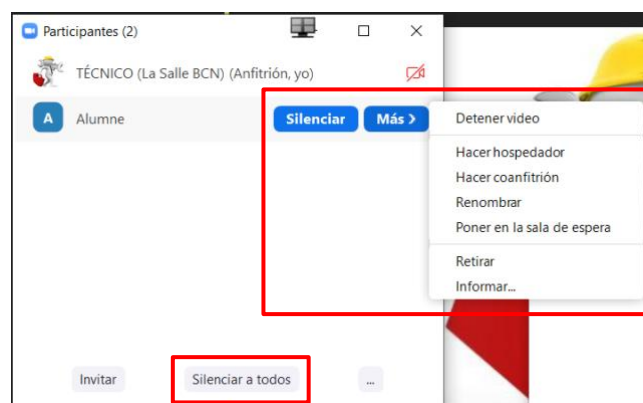 Participantes (2)
TÉCNICO (La Salle BCN) (Anfitrión, yo)
A Alumne Silenciar Más >
Detener video
Hacer hospedador
Hacer coanfitrión
Renombrar
Poner en la sala de espera
Retirar
Informar...
Invitar Silenciar a todos ...